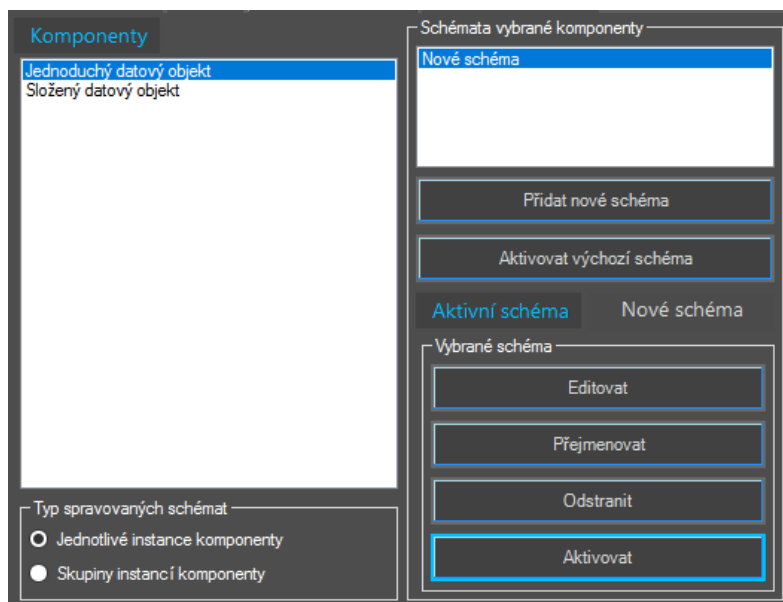 Komponenty
Jednoduchý datový objekt
Složený datový objekt
Typ spravovaných schémat
Jednotlivé instance komponenty
Skupiny instancí komponenty
Schémata vybrané komponenty
Nové schéma
Přidat nové schéma
Aktivovat výchozí schéma
Aktivní schéma Nové schéma
Vybrané schéma
Editovat
Přejmenovat
Odstranit
Aktivovat